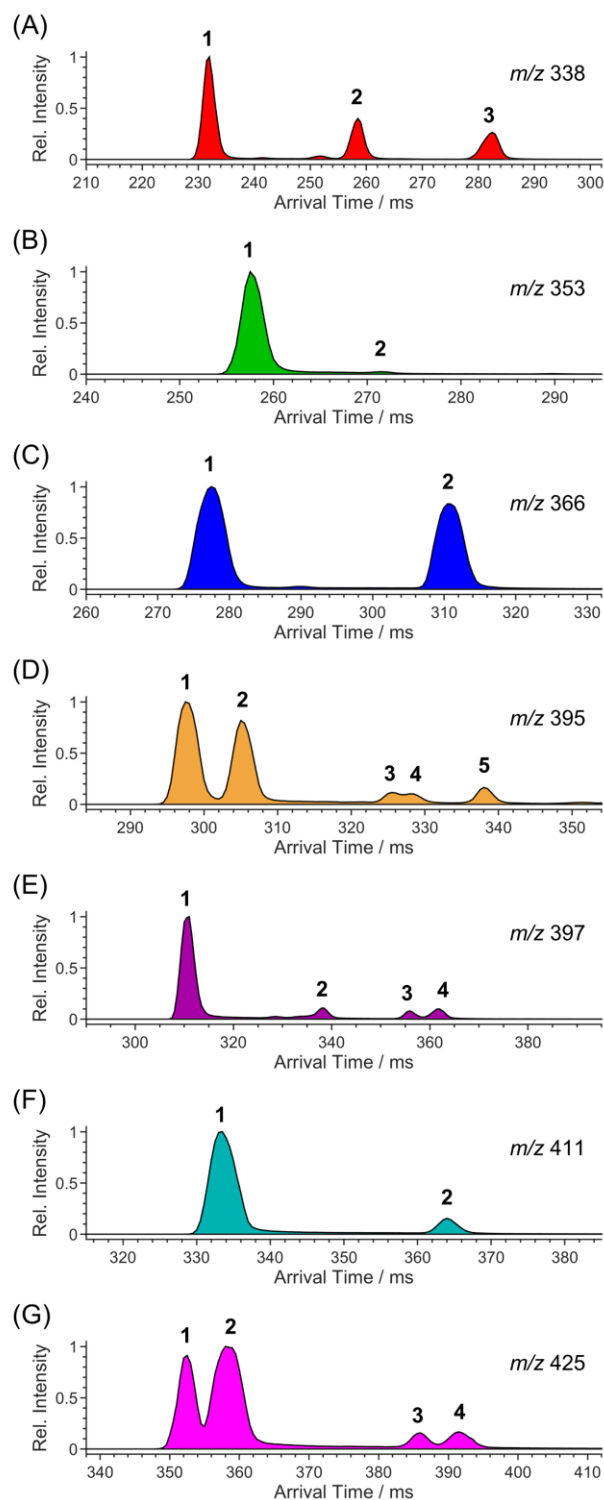 (A)
1
2
3
m/z 338
Rel. Intensity
1
0.5
0
210 220 230 240 250 260 270 280 290 300
Arrival Time / ms
(B)
1
2
m/z 353
Rel. Intensity
1
0.5
0
240 250 260 270 280 290
Arrival Time / ms
(C)
1
2
m/z 366
Rel. Intensity
1
0.5
0
260 270 280 290 300 310 320 330
Arrival Time / ms
(D)
1
2
3
4
5
m/z 395
Rel. Intensity
1
0.5
0
290 300 310 320 330 340 350
Arrival Time / ms
(E)
1
2
3
4
m/z 397
Rel. Intensity
1
0.5
0
300 320 340 360 380
Arrival Time / ms
(F)
1
2
m/z 411
Rel. Intensity
1
0.5
0
320 330 340 350 360 370 380
Arrival Time / ms
(G)
1
2
3
4
m/z 425
Rel. Intensity
1
0.5
0
340 350 360 370 380 390 400 410
Arrival Time / ms